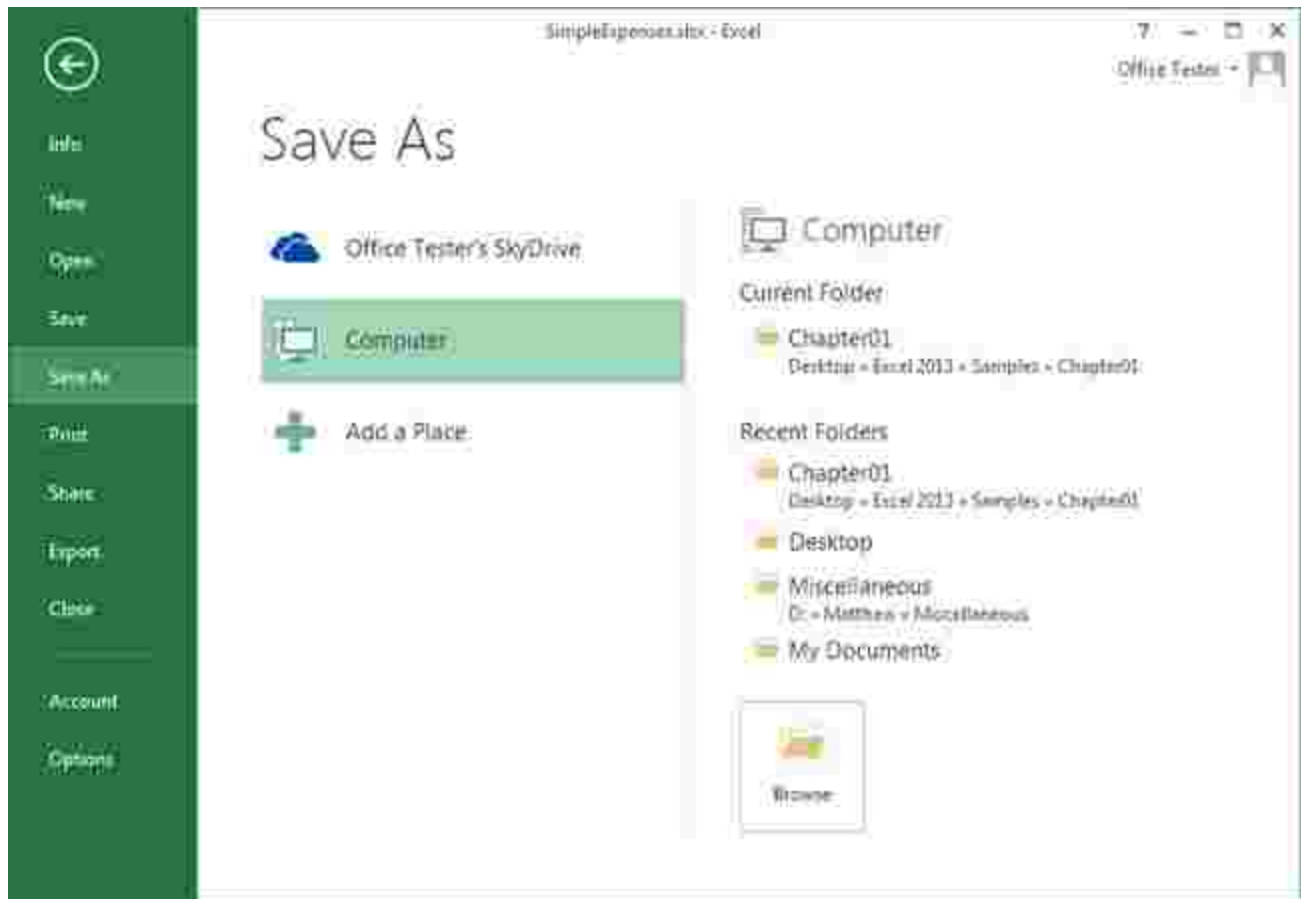 SimpleExpenses.xlsx - Excel
?
Office Tester
Info
New
Open
Save
Save As
Print
Share
Export
Close
Account
Options
Save As
Office Tester's SkyDrive
Computer
Add a Place
Computer
Current Folder
Chapter01
Desktop » Excel 2013 » Samples » Chapter01
Recent Folders
Chapter01
Desktop » Excel 2013 » Samples » Chapter01
Desktop
Miscellaneous
D: » Matthew » Miscellaneous
My Documents
Browse